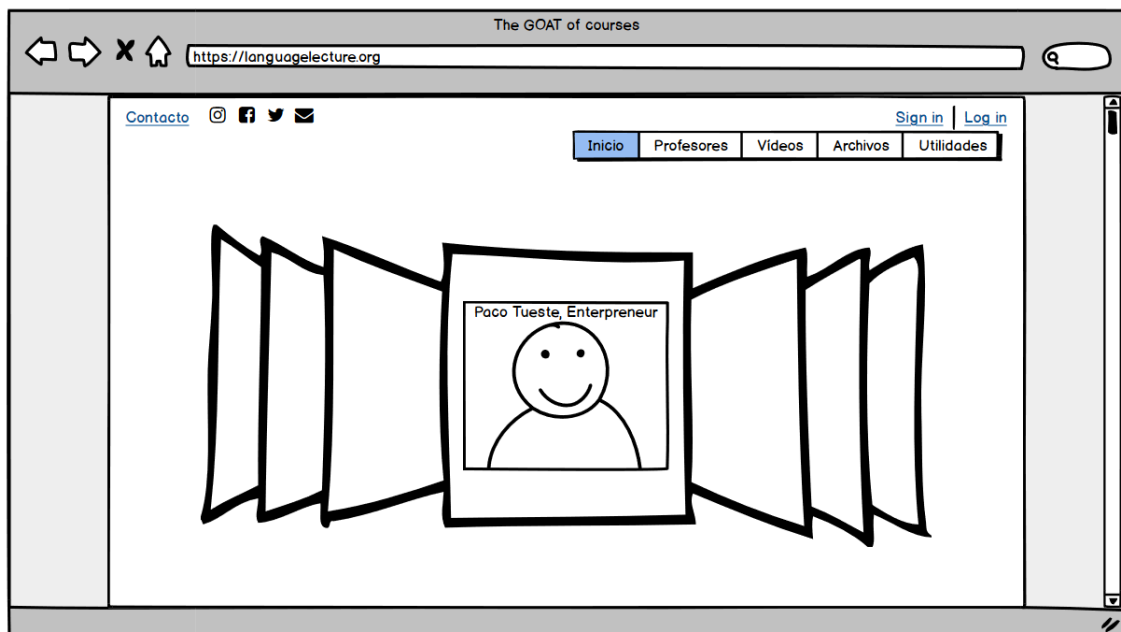 The GOAT of courses
https://languagelecture.org
Contacto
Sign in
Log in
Inicio
Profesores
Vídeos
Archivos
Utilidades
Paco Tueste, Enterpreneur